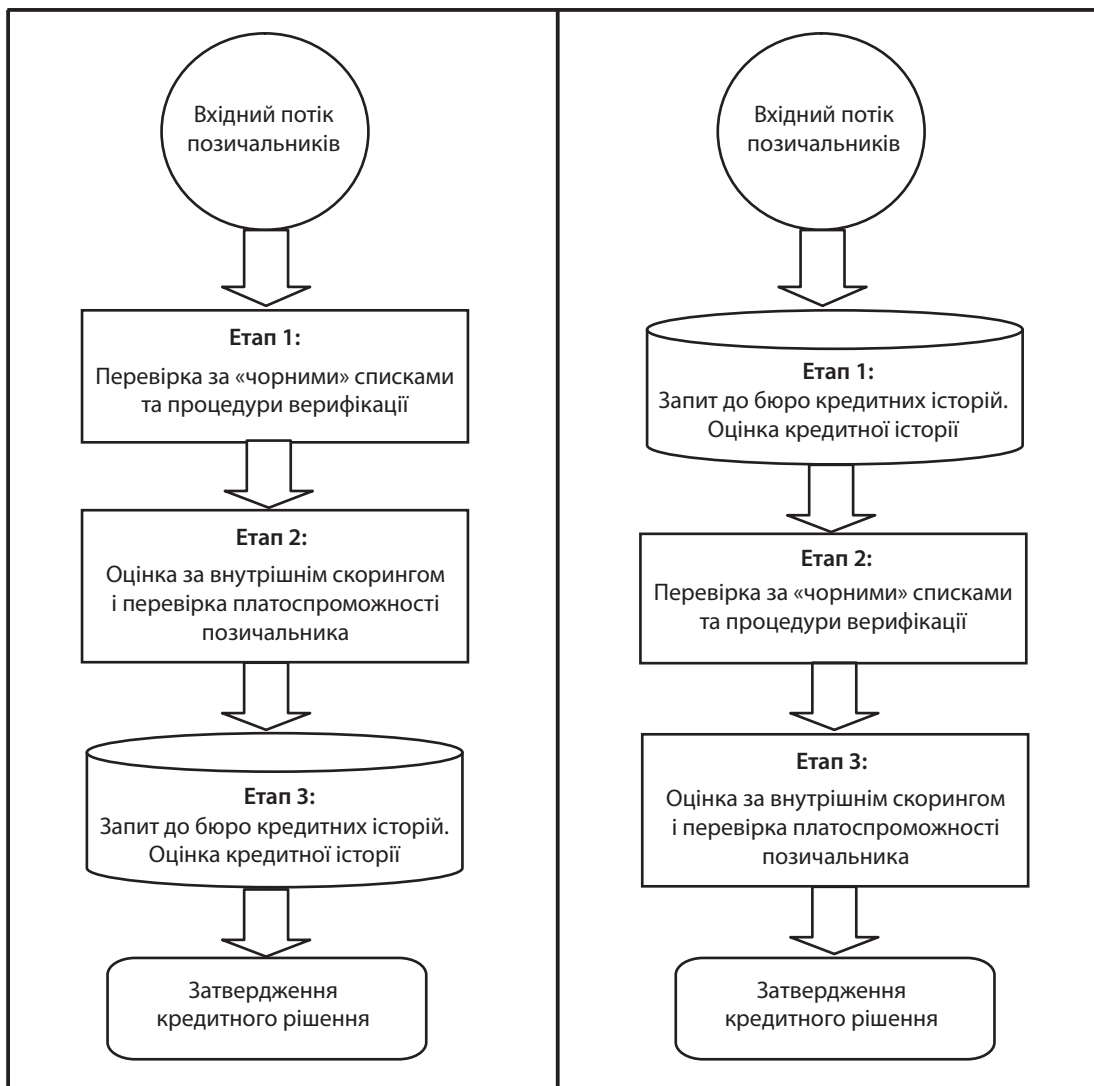 Вхідний потік
позичальників
Етап 1:
Перевірка за «чорними» списками
та процедури верифікації
Етап 2:
Оцінка за внутрішнім скорингом
і перевірка платоспроможності
позичальника
Етап 3:
Запит до бюро кредитних історій.
Оцінка кредитної історії
Затвердження
кредитного рішення
Вхідний потік
позичальників
Етап 1:
Запит до бюро кредитних історій.
Оцінка кредитної історії
Етап 2:
Перевірка за «чорними» списками
та процедури верифікації
Етап 3:
Оцінка за внутрішнім скорингом
і перевірка платоспроможності
позичальника
Затвердження
кредитного рішення